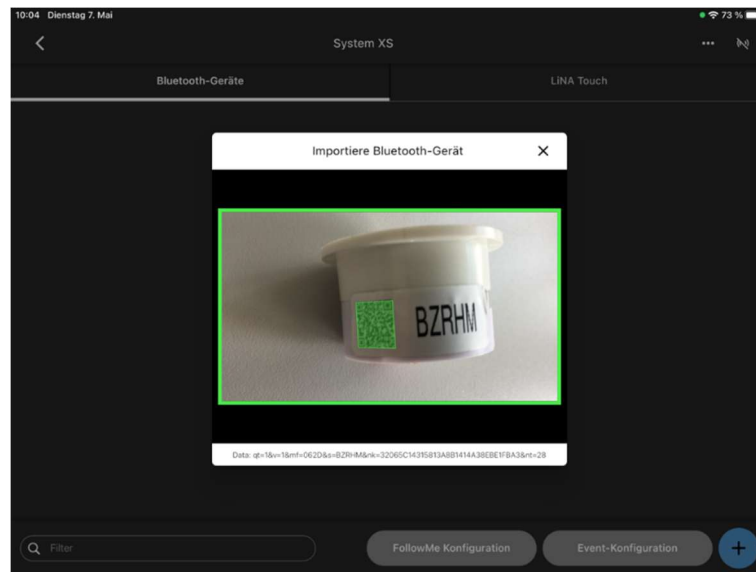 10:04 Dienstag 7. Mai
73 %
System XS
Bluetooth-Geräte
LiNA Touch
Importiere Bluetooth-Gerät
BZRHM
Data: qt=1&v=1&mf=062D&s=BZRHM&nk=32065C14315813A8B1414A38EBE1FBA3&nt=28
Filter
FollowMe Konfiguration
Event-Konfiguration